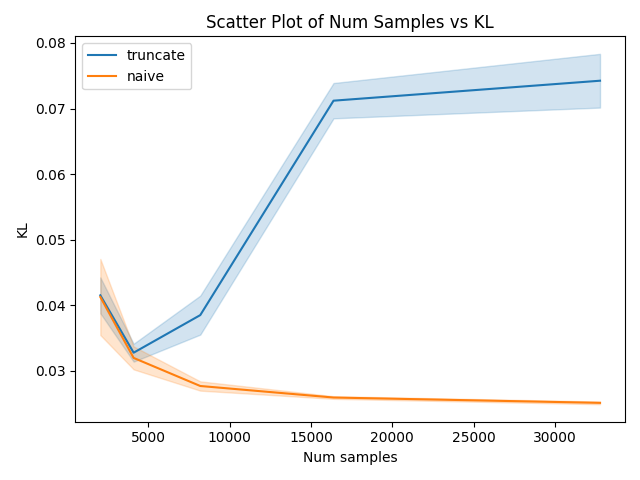 Scatter Plot of Num Samples vs KL
truncate
naive
KL
0.08
0.07
0.06
0.05
0.04
0.03
5000 10000 15000 20000 25000 30000
Num samples